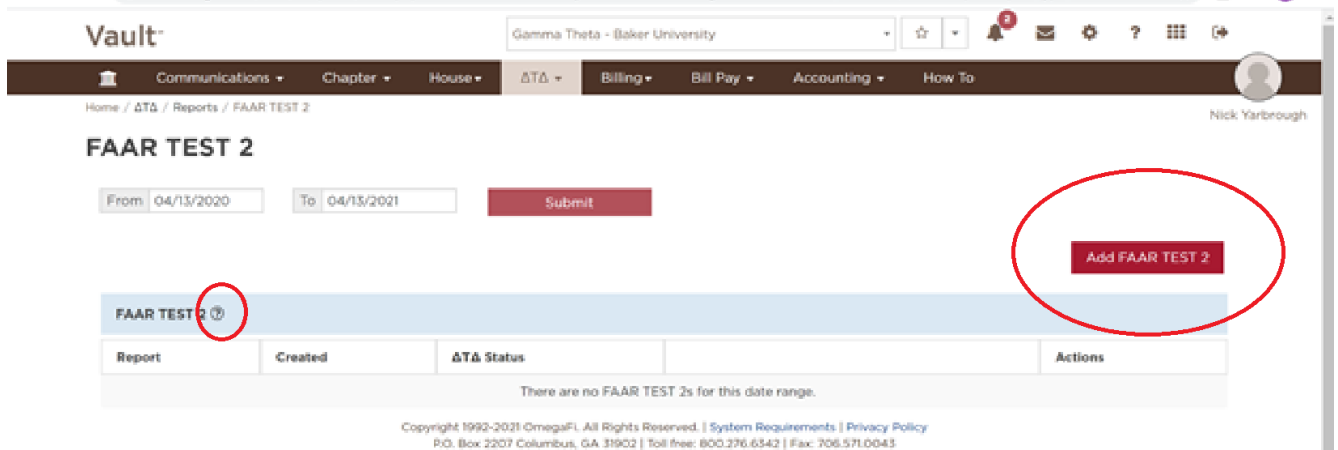 Vault
Gamma Theta - Baker University
2
?
Communications Chapter House ΔΤΔ Billing Bill Pay Accounting How To
Home / ΔΤΔ / Reports / FAAR TEST 2
Nick Yarbrough
FAAR TEST 2
From 04/13/2020 To 04/13/2021 Submit
Add FAAR TEST 2
FAAR TEST 2 ?
Report Created ΔΤΔ Status Actions
There are no FAAR TEST 2s for this date range.
Copyright 1992-2021 OmegaFi. All Rights Reserved. | System Requirements | Privacy Policy
P.O. Box 2207 Columbus, GA 31902 | Toll free: 800.276.6342 | Fax: 706.571.0043